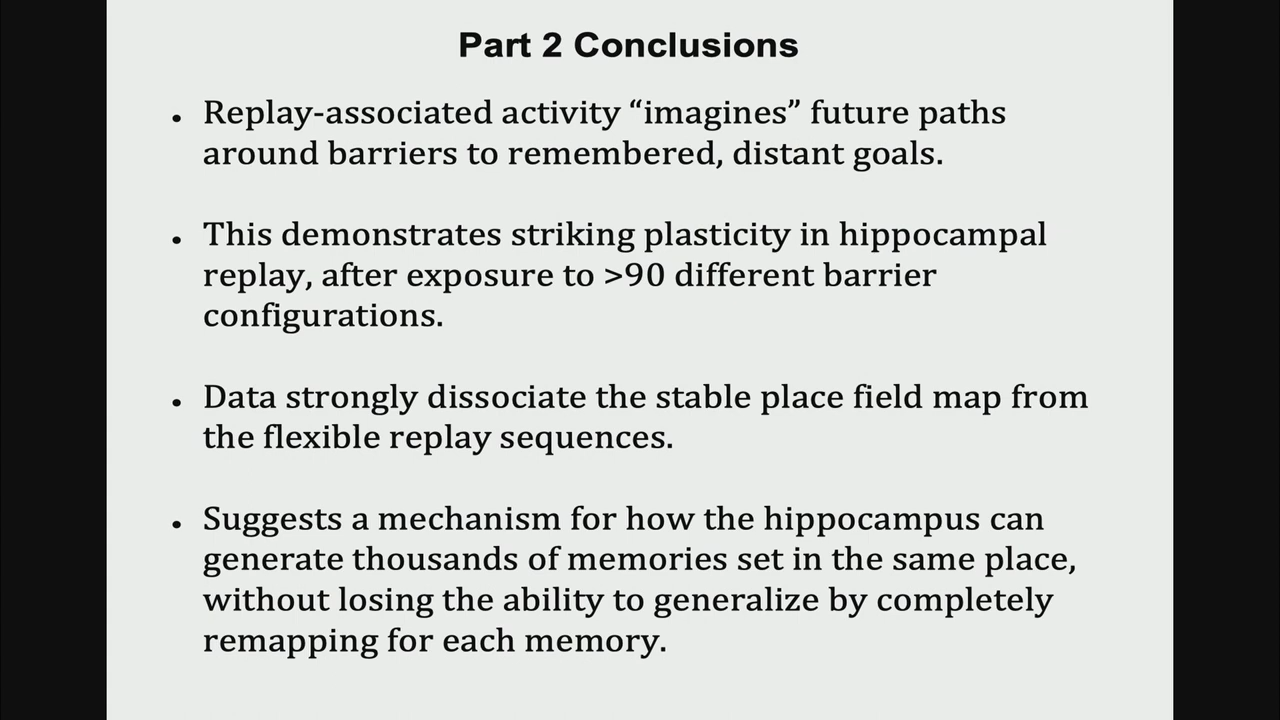 Part 2 Conclusions
• Replay-associated activity “imagines” future paths
around barriers to remembered, distant goals.
• This demonstrates striking plasticity in hippocampal
replay, after exposure to >90 different barrier
configurations.
• Data strongly dissociate the stable place field map from
the flexible replay sequences.
• Suggests a mechanism for how the hippocampus can
generate thousands of memories set in the same place,
without losing the ability to generalize by completely
remapping for each memory.